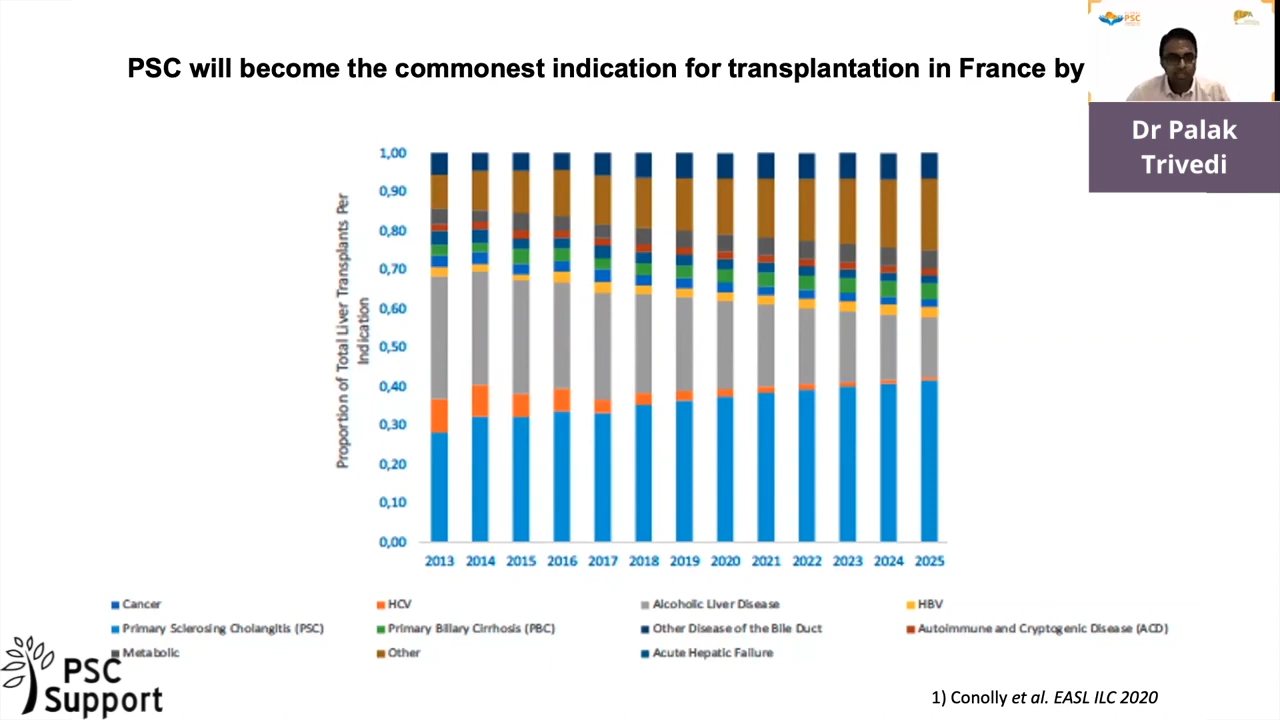 PSC will become the commonest indication for transplantation in France by
PSC
Dr Palak
Trivedi
Proportion of Total Liver Transplants Per
Indication
1,00
0,90
0,80
0,70
0,60
0,50
0,40
0,30
0,20
0,10
0,00
2013 2014 2015 2016 2017 2018 2019 2020 2021 2022 2023 2024 2025
Cancer HCV Alcoholic Liver Disease HBV
Primary Sclerosing Cholangitis (PSC) Primary Biliary Cirrhosis (PBC) Other Disease of the Bile Duct Autoimmune and Cryptogenic Disease (ACD)
Metabolic Other Acute Hepatic Failure
PSC
Support
1) Conolly et al. EASL ILC 2020